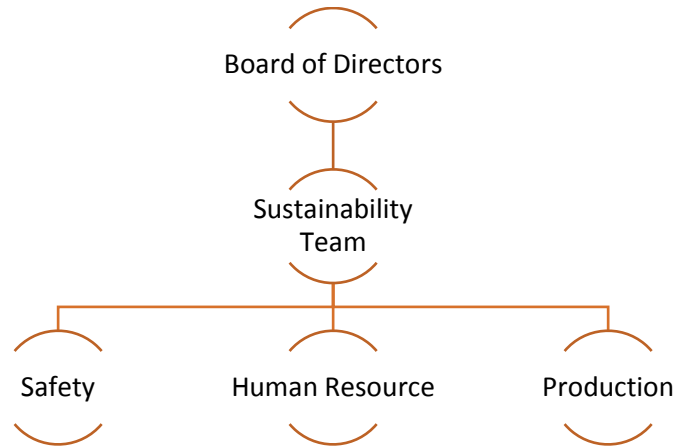 Board of Directors
Sustainability
Team
Safety
Human Resource
Production